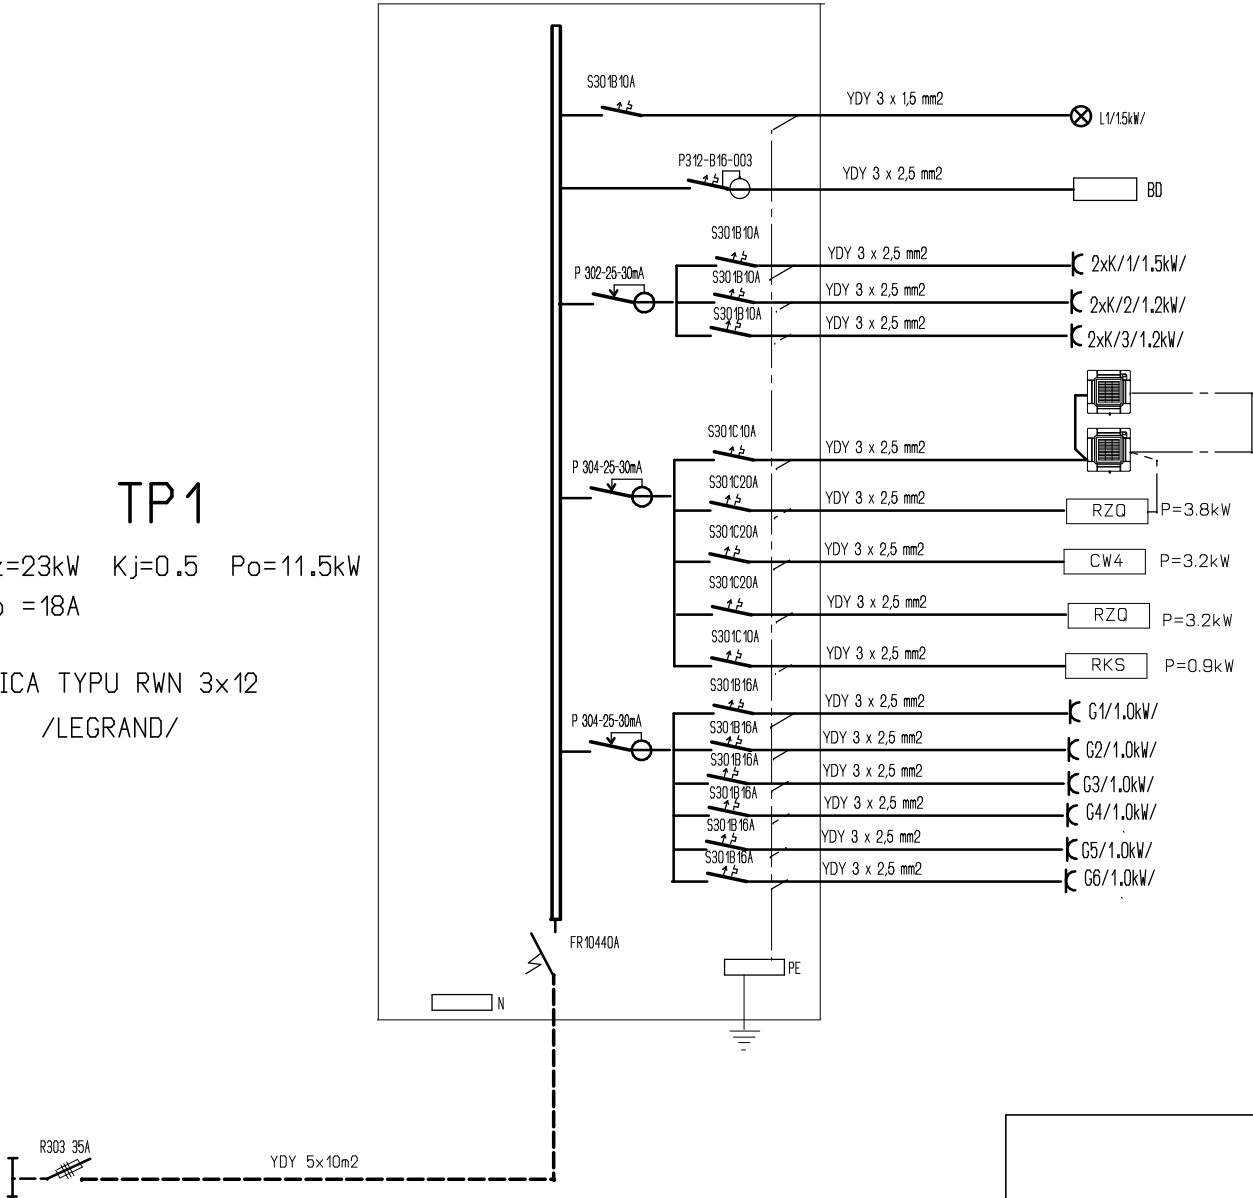 S301B10A
YDY 3 x 1,5 mm2
L1/1.5kW/
P312-B16-003
YDY 3 x 2,5 mm2
BD
S301B10A
YDY 3 x 2,5 mm2
2xK/1/1.5kW/
P 302-25-30mA
S301B10A
YDY 3 x 2,5 mm2
2xK/2/1.2kW/
S301B10A
YDY 3 x 2,5 mm2
2xK/3/1.2kW/
S301C10A
YDY 3 x 2,5 mm2
P 304-25-30mA
S301C20A
YDY 3 x 2,5 mm2
RZQ P=3.8kW
TP1
S301C20A
YDY 3 x 2,5 mm2
CW4 P=3.2kW
=23kW Kj=0.5 Po=11.5kW
=18A
S301C20A
YDY 3 x 2,5 mm2
RZQ P=3.2kW
S301C10A
YDY 3 x 2,5 mm2
RKS P=0.9kW
ICA TYPU RWN 3x12
/LEGRAND/
S301B16A
YDY 3 x 2,5 mm2
G1/1.0kW/
P 304-25-30mA
S301B16A
YDY 3 x 2,5 mm2
G2/1.0kW/
S301B16A
YDY 3 x 2,5 mm2
G3/1.0kW/
S301B16A
YDY 3 x 2,5 mm2
G4/1.0kW/
S301B16A
YDY 3 x 2,5 mm2
G5/1.0kW/
S301B16A
YDY 3 x 2,5 mm2
G6/1.0kW/
FR10440A
PE
N
R303 35A
YDY 5x10m2